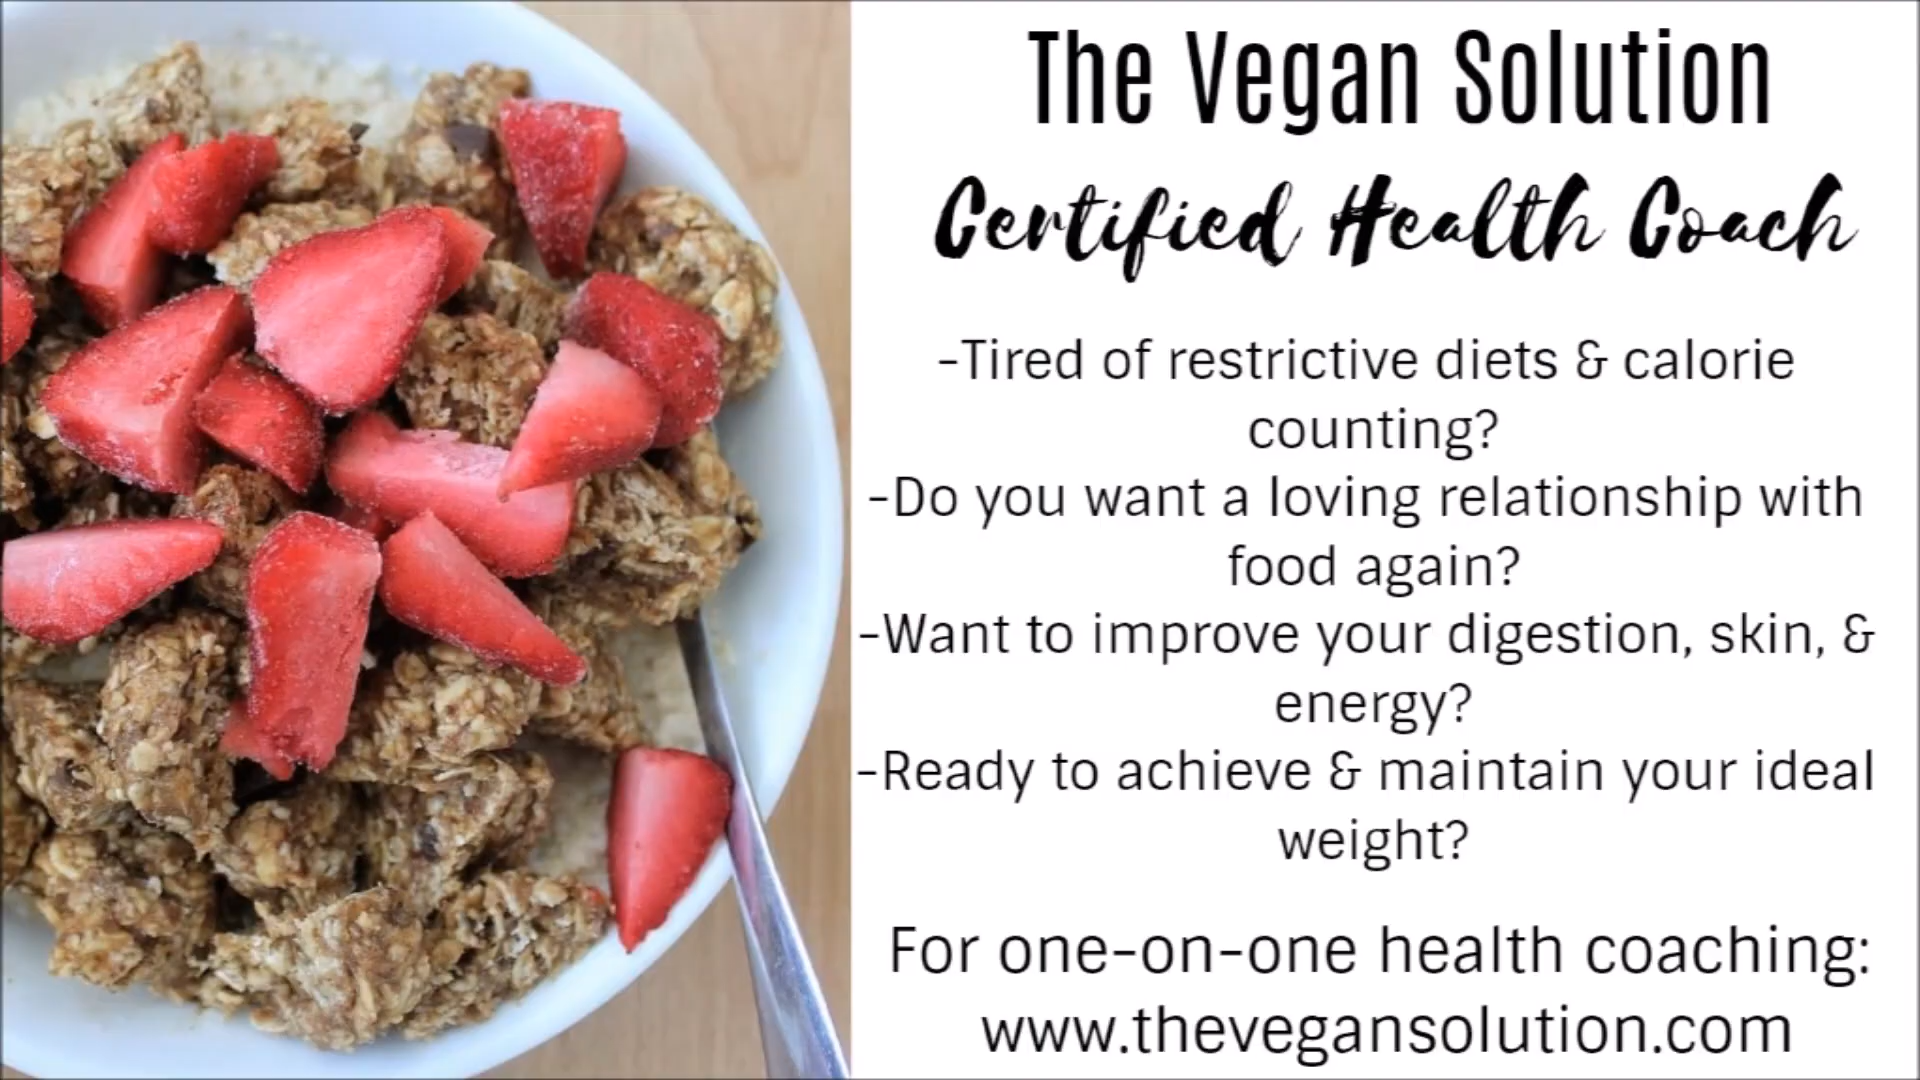 The Vegan Solution
Certified Health Coach
-Tired of restrictive diets & calorie
counting?
-Do you want a loving relationship with
food again?
-Want to improve your digestion, skin, &
energy?
-Ready to achieve & maintain your ideal
weight?
For one-on-one health coaching:
www.thevegansolution.com